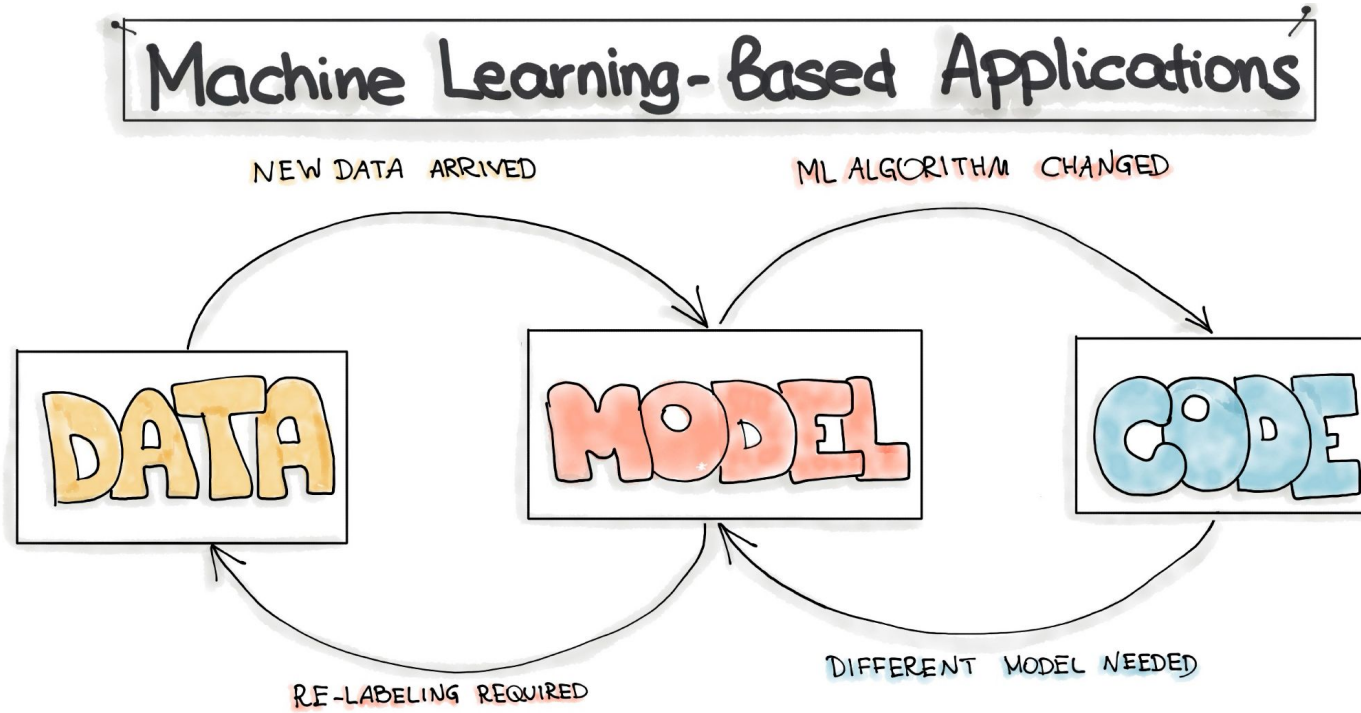 Machine Learning-Based Applications
NEW DATA ARRIVED
ML ALGORITHM CHANGED
DATA
MODEL
CODE
RE-LABELING REQUIRED
DIFFERENT MODEL NEEDED